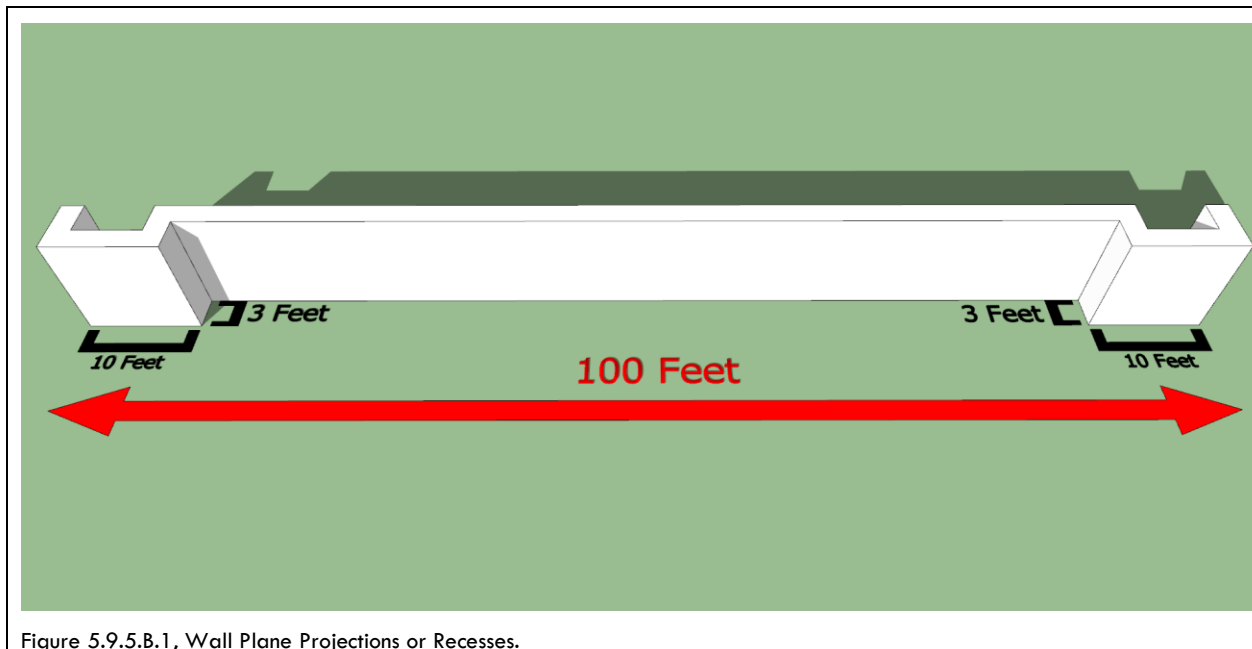 3 Feet
3 Feet
10 Feet
10 Feet
100 Feet
Figure 5.9.5.B.1, Wall Plane Projections or Recesses.